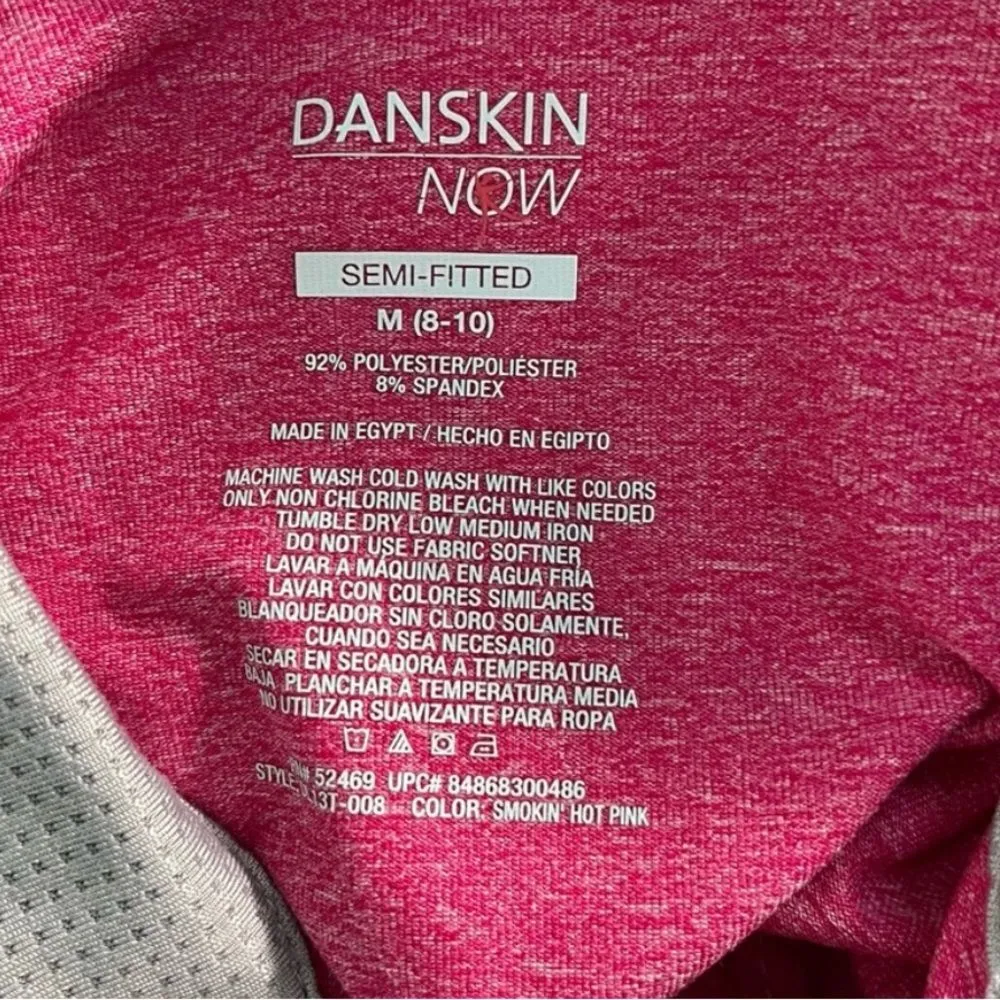 DANSKIN
NOW
SEMI-FITTED
M (8-10)
92% POLYESTER/POLIÉSTER
8% SPANDEX
MADE IN EGYPT / HECHO EN EGIPTO
MACHINE WASH COLD WASH WITH LIKE COLORS
ONLY NON CHLORINE BLEACH WHEN NEEDED
TUMBLE DRY LOW MEDIUM IRON
DO NOT USE FABRIC SOFTNER
LAVAR A MÁQUINA EN AGUA FRÍA
LAVAR CON COLORES SIMILARES
BLANQUEADOR SIN CLORO SOLAMENTE,
CUANDO SEA NECESARIO
SECAR EN SECADORA A TEMPERATURA
BAJA PLANCHAR A TEMPERATURA MEDIA
NO UTILIZAR SUAVIZANTE PARA ROPA
52469 UPC# 84868300486
COLOR: SMOKIN' HOT PINK